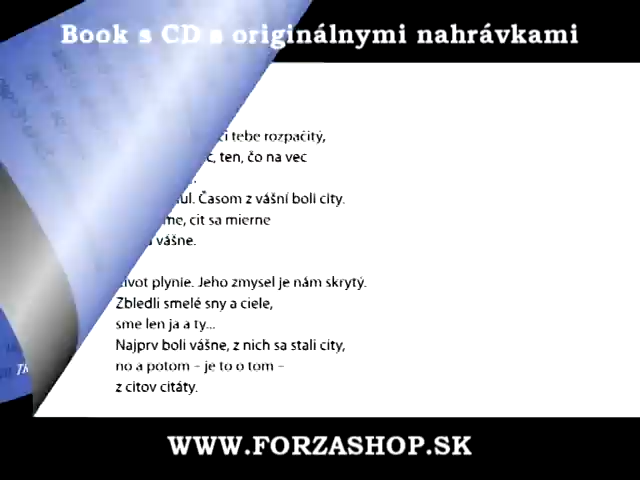 Book s CD s originálnymi nahrávkami
tebe rozpačitý,
ten, čo na vec
Časom z vášní boli city.
cit sa mierne
vášne.
život plynie. Jeho zmysel je nám skrytý.
Zbledli smelé sny a ciele,
sme len ja a ty...
Najprv boli vášne, z nich sa stali city,
no a potom – je to o tom –
z citov citáty.
WWW.FORZASHOP.SK